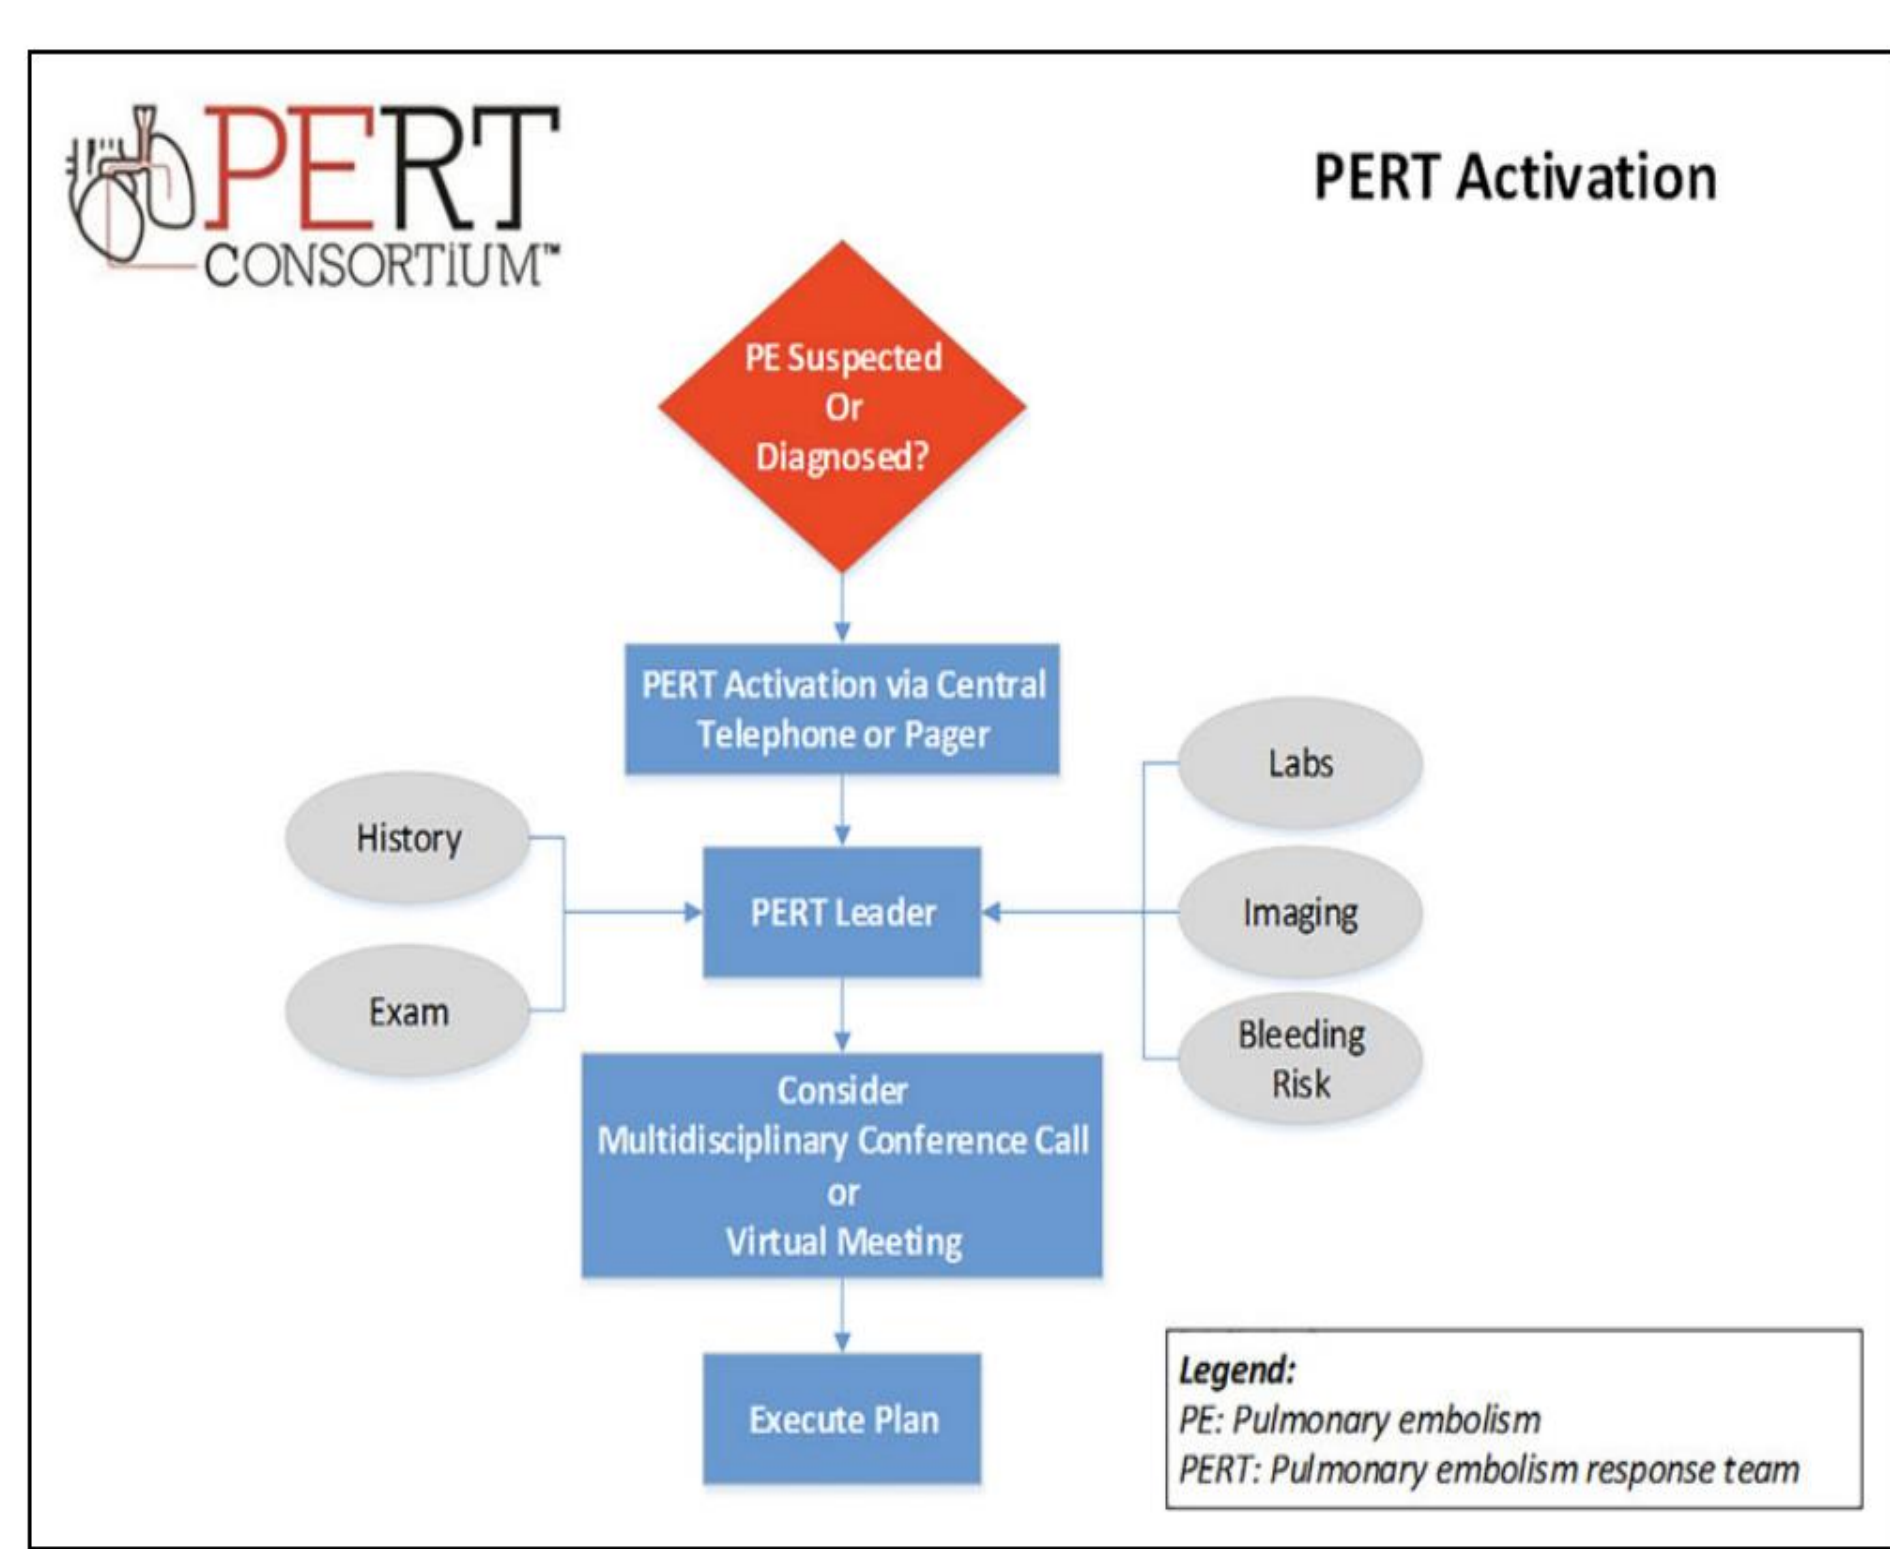 PERT
CONSORTiUM™
PERT Activation
PE Suspected
Or
Diagnosed?
PERT Activation via Central
Telephone or Pager
History
Exam
PERT Leader
Labs
Imaging
Bleeding
Risk
Consider
Multidisciplinary Conference Call
or
Virtual Meeting
Execute Plan
Legend:
PE: Pulmonary embolism
PERT: Pulmonary embolism response team